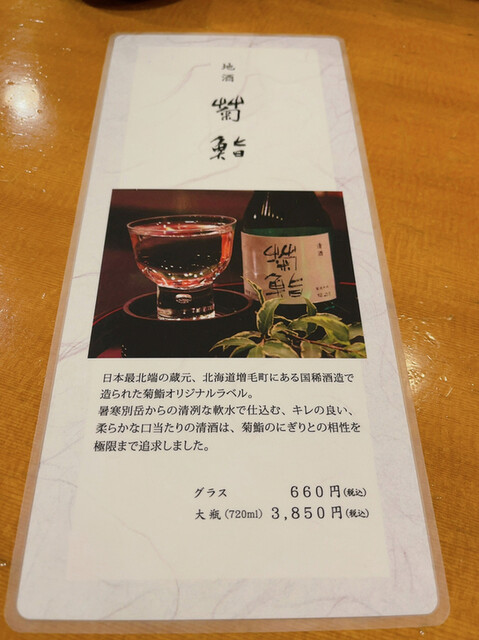 地酒
菊鮨
清酒
菊鮨
日本最北端の蔵元、北海道増毛町にある国稀酒造で
造られた菊鮨オリジナルラベル。
暑寒別岳からの清冽な軟水で仕込む、キレの良い、
柔らかな口当たりの清酒は、菊鮨のにぎりとの相性を
極限まで追求しました。
グラス 660円(税込)
大瓶(720ml) 3,850円(税込)